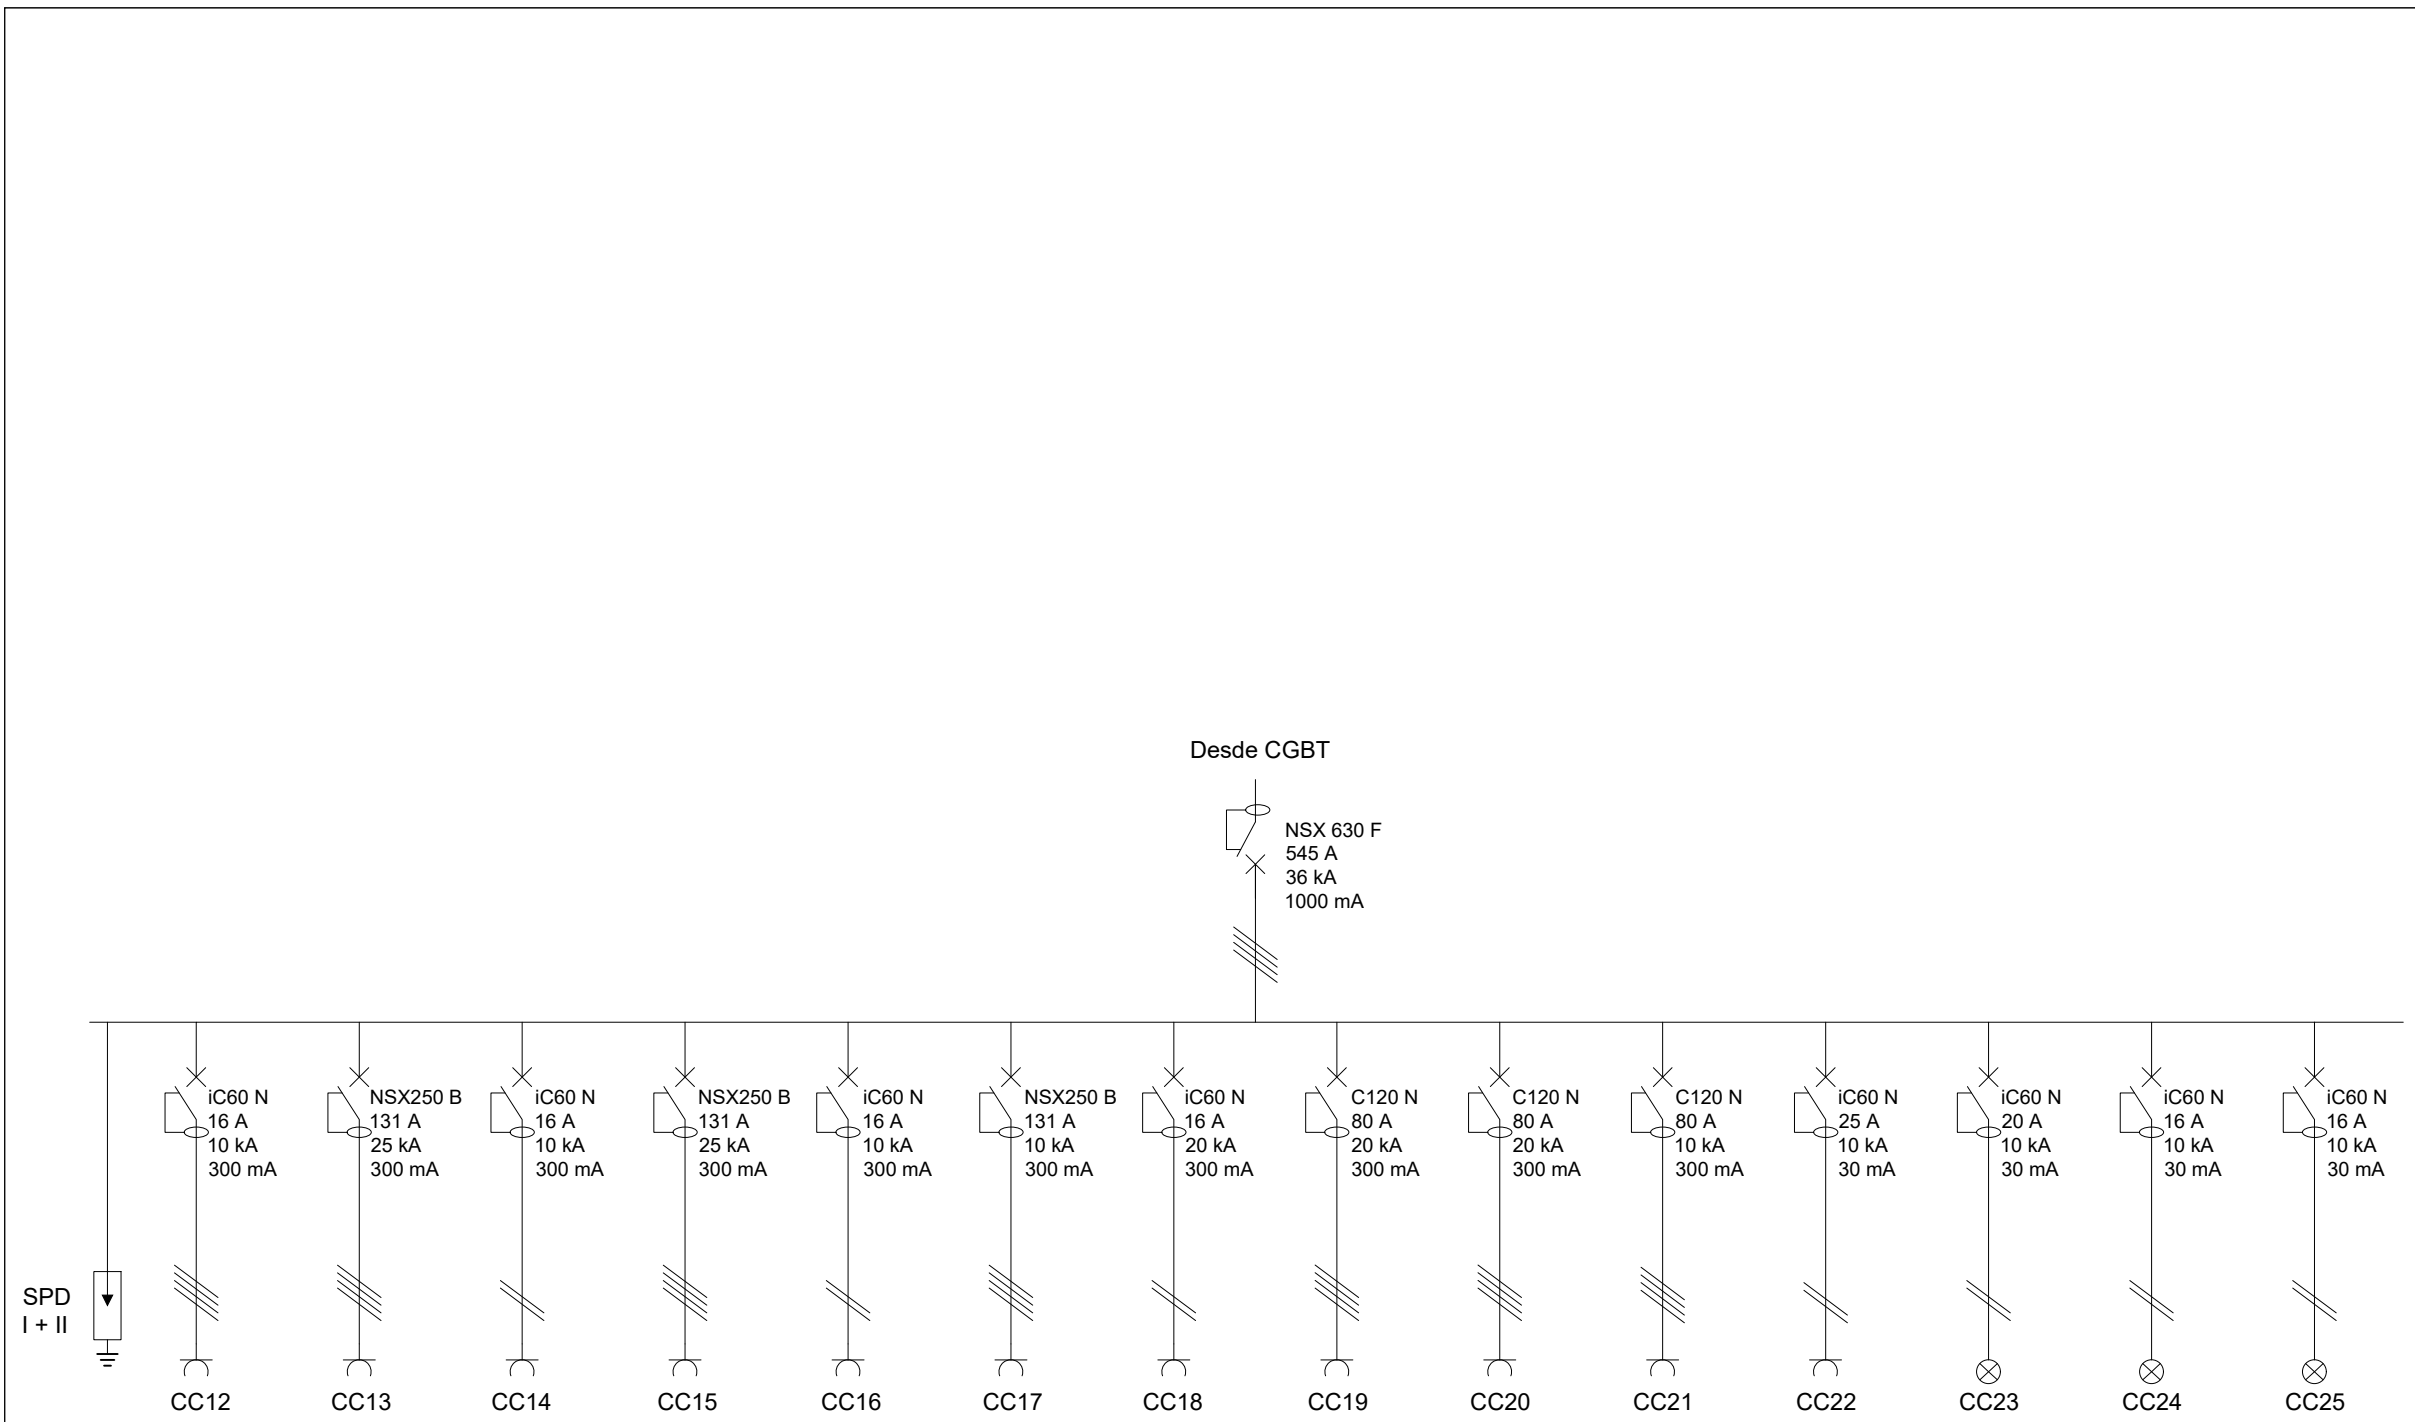 Desde CGBT
NSX 630 F
545 A
36 kA
1000 mA
iC60 N
16 A
10 kA
300 mA
NSX250 B
131 A
25 kA
300 mA
iC60 N
16 A
10 kA
300 mA
NSX250 B
131 A
25 kA
300 mA
iC60 N
16 A
10 kA
300 mA
NSX250 B
131 A
10 kA
300 mA
iC60 N
16 A
20 kA
300 mA
C120 N
80 A
20 kA
300 mA
C120 N
80 A
20 kA
300 mA
C120 N
80 A
10 kA
300 mA
iC60 N
25 A
10 kA
30 mA
iC60 N
20 A
10 kA
30 mA
iC60 N
16 A
10 kA
30 mA
iC60 N
16 A
10 kA
30 mA
SPD
I + II
CC12
CC13
CC14
CC15
CC16
CC17
CC18
CC19
CC20
CC21
CC22
CC23
CC24
CC25